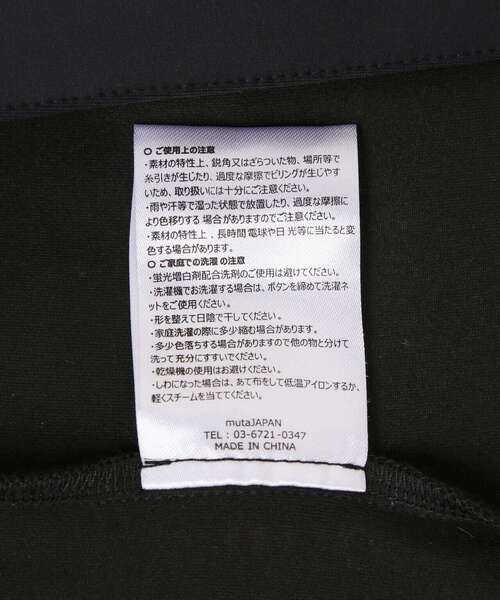 ○ ご使用上の注意
・素材の特性上、鋭角又はざらついた物、場所等で
糸引きが生じたり、過度な摩擦でピリングが生じやす
いため、取り扱いには十分にご注意ください。
・雨や汗等で湿った状態で放置したり、過度な摩擦に
より色移りする場合がありますのでご注意ください。
・素材の特性上、長時間電球や日光等に当たると変
色する場合があります。
○ ご家庭での洗濯の注意
・蛍光増白剤配合洗剤のご使用は避けてください。
・洗濯機でお洗濯する場合は、ボタンを締めて洗濯ネ
ットをご使用ください。
・形を整えて日陰で干してください。
・家庭洗濯の際に多少縮む場合があります。
・多少色落ちする場合がありますので他の物と分けて
洗って充分にすすいでください。
・乾燥機の使用はお避けください。
・しわになった場合は、あて布をして低温アイロンするか、
軽くスチームを当ててください。
mutaJAPAN
TEL : 03-6721-0347
MADE IN CHINA